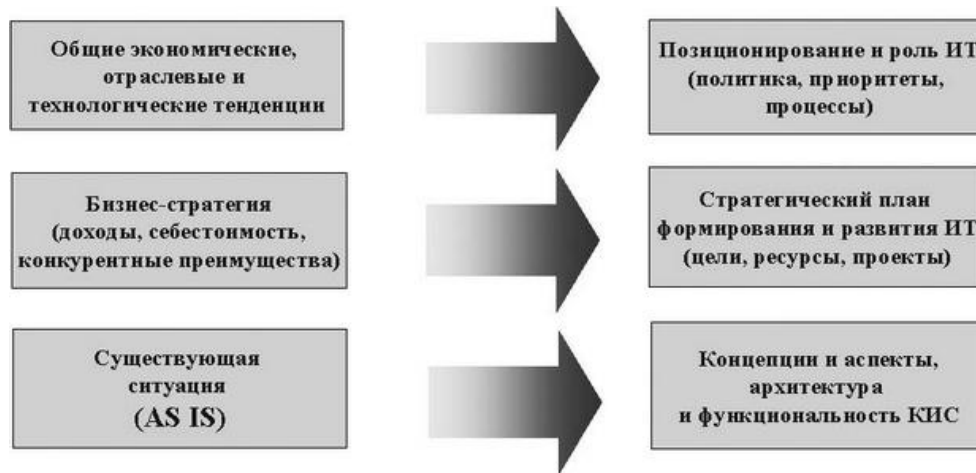 Общие экономические,
отраслевые и
технологические тенденции
Позиционирование и роль ИТ
(политика, приоритеты,
процессы)
Бизнес-стратегия
(доходы, себестоимость,
конкурентные преимущества)
Стратегический план
формирования и развития ИТ
(цели, ресурсы, проекты)
Существующая
ситуация
(AS IS)
Концепции и аспекты,
архитектура
и функциональность КИС